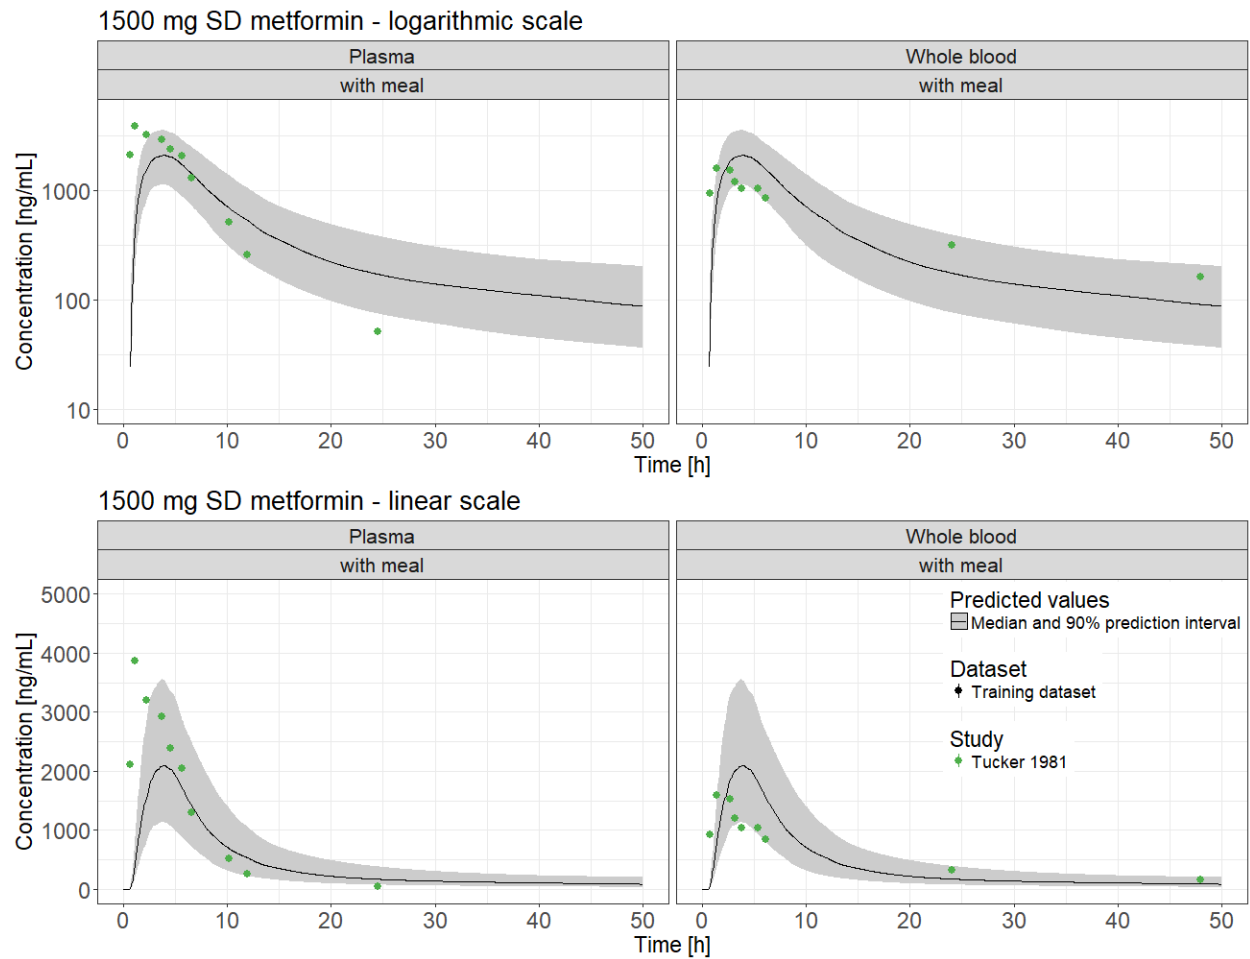 1500 mg SD metformin - logarithmic scale
Plasma
Whole blood
with meal
with meal
Concentration [ng/mL]
1000
100
10
0 10 20 30 40 50
0 10 20 30 40 50
Time [h]
1500 mg SD metformin - linear scale
Plasma
Whole blood
with meal
with meal
Concentration [ng/mL]
5000
4000
3000
2000
1000
0
Predicted values
Median and 90% prediction interval
Dataset
Training dataset
Study
Tucker 1981
0 10 20 30 40 50
0 10 20 30 40 50
Time [h]